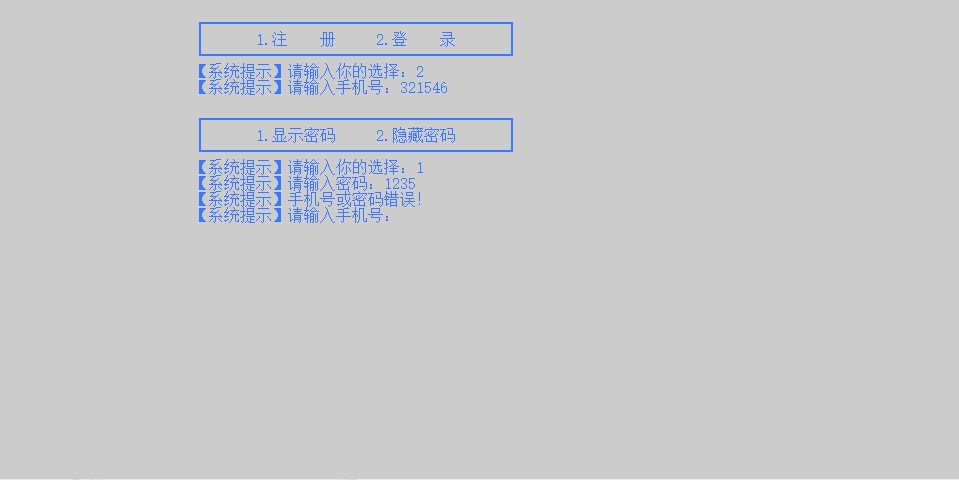 1.注    册     2.登    录
【系统提示】请输入你的选择：2
【系统提示】请输入手机号：321546
1.显示密码     2.隐藏密码
【系统提示】请输入你的选择：1
【系统提示】请输入密码：1235
【系统提示】手机号或密码错误!
【系统提示】请输入手机号：